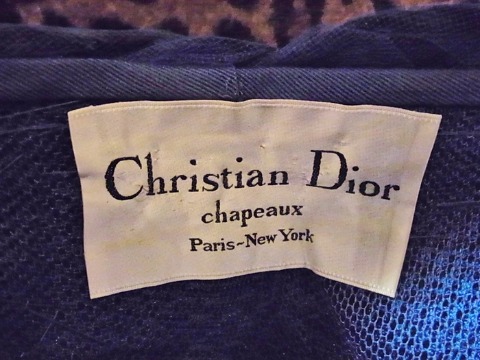 Christian Dior
chapeaux
Paris~New York